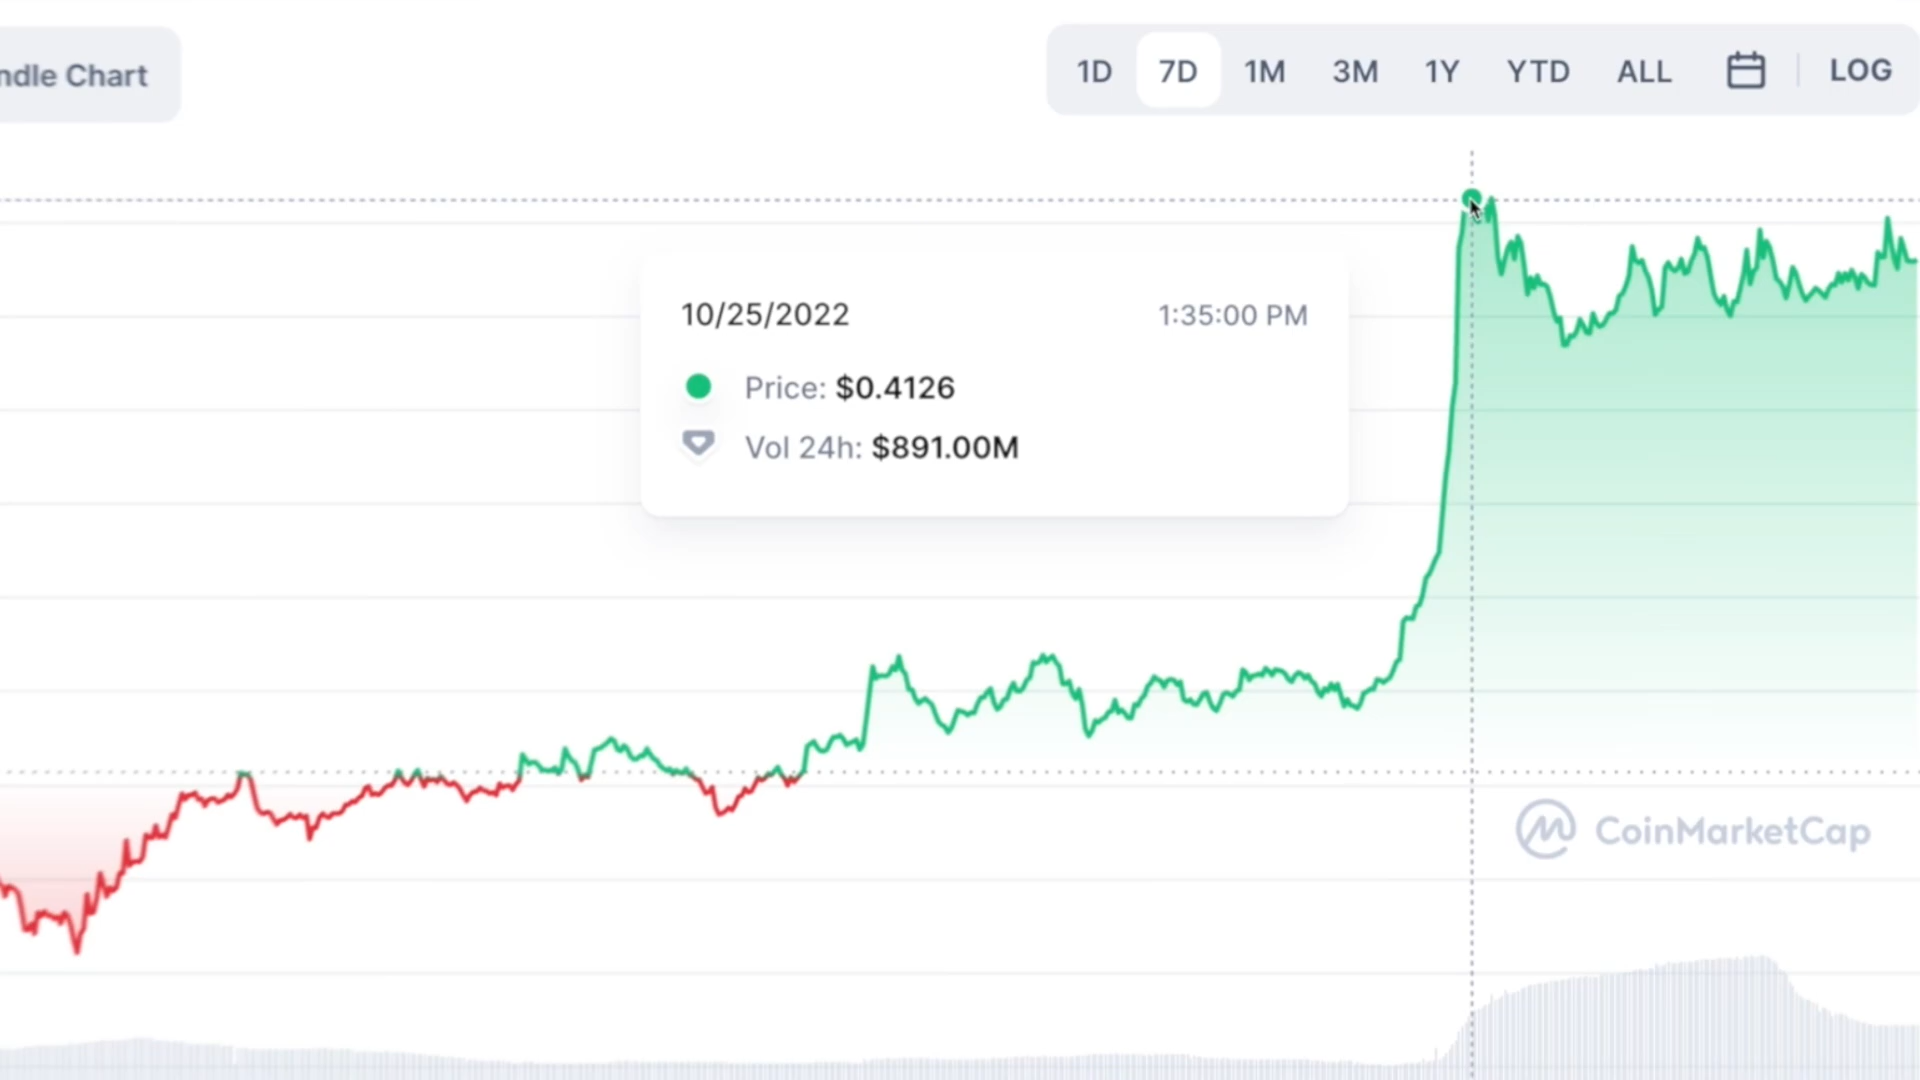 ndle Chart
1D 7D 1M 3M 1Y YTD ALL LOG
10/25/2022 1:35:00 PM
Price: $0.4126
Vol 24h: $891.00M
CoinMarketCap